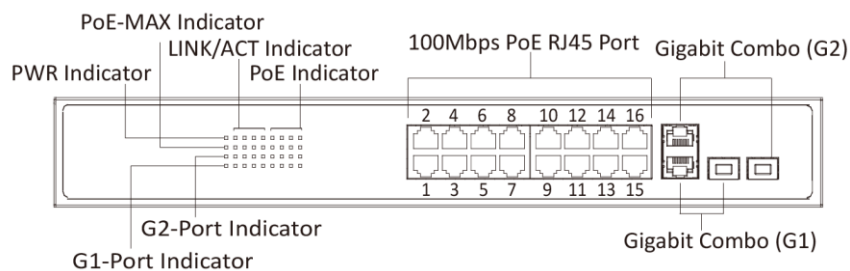 PoE-MAX Indicator
LINK/ACT Indicator
100Mbps PoE RJ45 Port
Gigabit Combo (G2)
PWR Indicator
PoE Indicator
2 4 6 8 10 12 14 16
1 3 5 7 9 11 13 15
G2-Port Indicator
Gigabit Combo (G1)
G1-Port Indicator